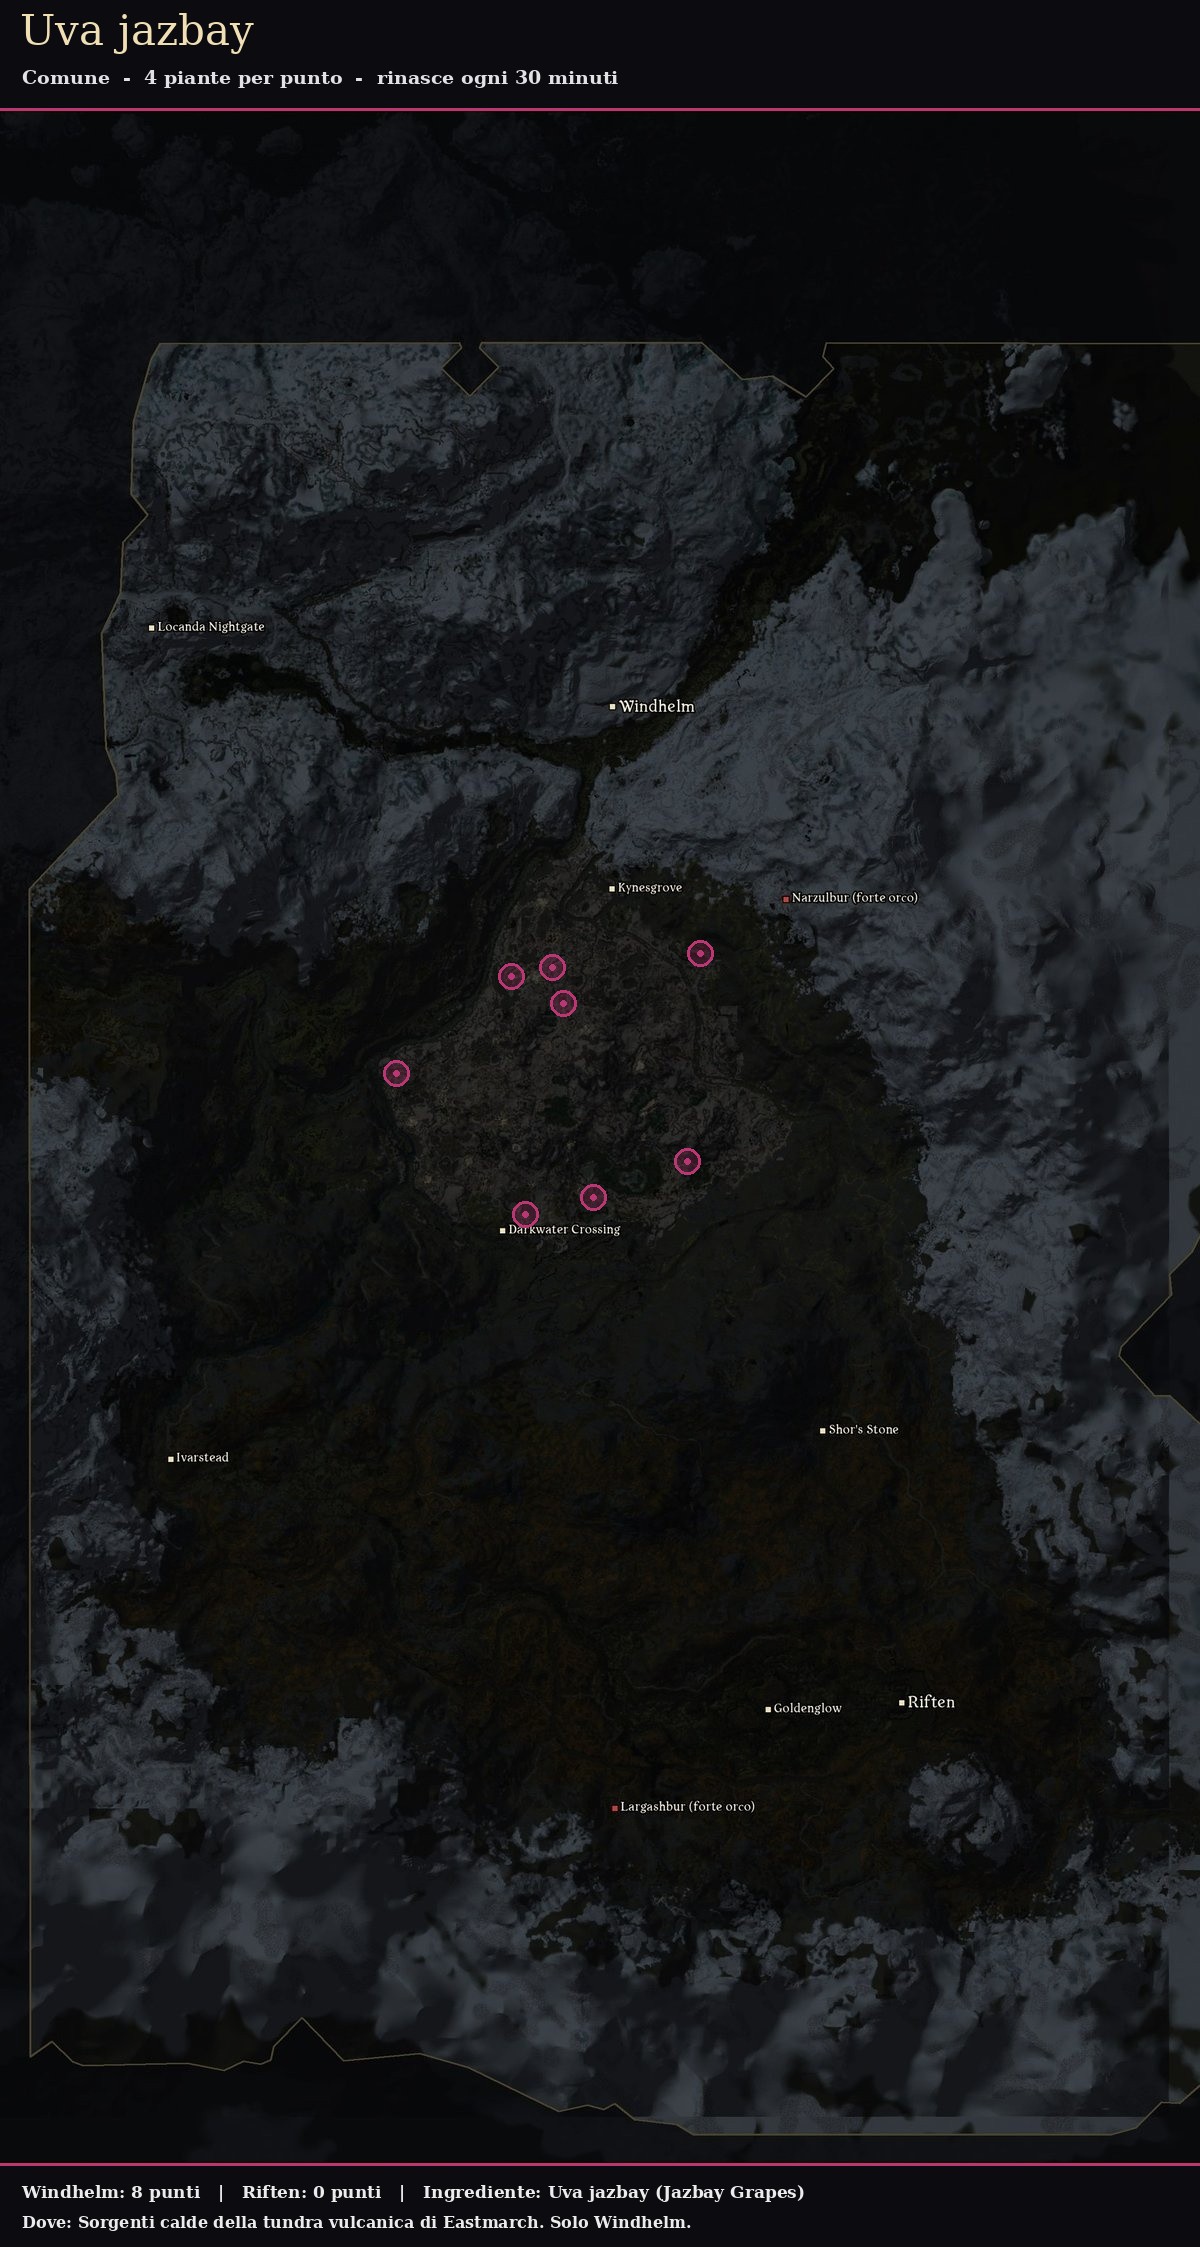 Uva jazbay
Comune - 4 piante per punto - rinasce ogni 30 minuti
Locanda Nightgate
Windhelm
Kynesgrove
Narzulbur (forte orco)
Darkwater Crossing
Shor's Stone
Ivarstead
Riften
Goldenglow
Largashbur (forte orco)
Windhelm: 8 punti | Riften: 0 punti | Ingrediente: Uva jazbay (Jazbay Grapes)
Dove: Sorgenti calde della tundra vulcanica di Eastmarch. Solo Windhelm.